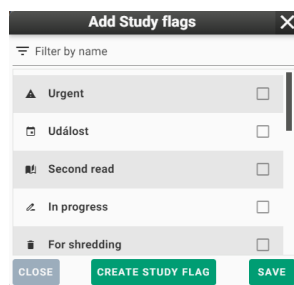 Add Study flags
Filter by name
Urgent
Událost
Second read
In progress
For shredding
CLOSE CREATE STUDY FLAG SAVE